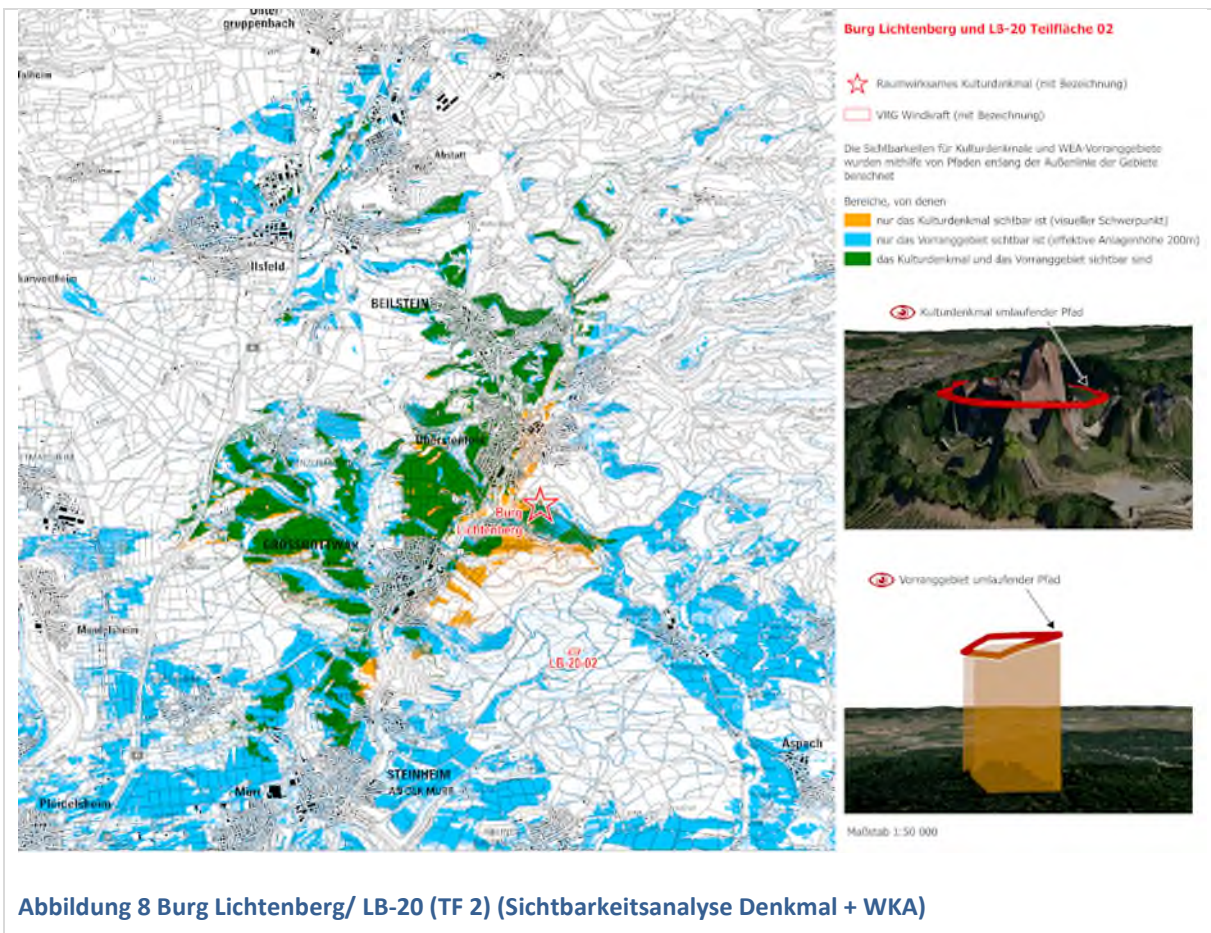 Unter
gruppenbach
Abstatt
Ilsfeld
BEILSTEIN
Oberstenfeld
Burg
Lichtenberg
GROSSBOTTWAR
Mundelsheim
LB-20-02
Aspach
STEINHEIM
AN DER MURR
Murr
Pleidelsheim
Burg Lichtenberg und LB-20 Teilfläche 02
Raumwirksames Kulturdenkmal (mit Bezeichnung)
VRG Windkraft (mit Bezeichnung)
Die Sichtbarkeiten für Kulturdenkmale und WEA-Vorranggebiete
wurden mithilfe von Pfaden entlang der Außenlinie der Gebiete
berechnet
Bereiche, von denen
nur das Kulturdenkmal sichtbar ist (visueller Schwerpunkt)
nur das Vorranggebiet sichtbar ist (effektive Anlagenhöhe 200m)
das Kulturdenkmal und das Vorranggebiet sichtbar sind
Kulturdenkmal umlaufender Pfad
Vorranggebiet umlaufender Pfad
Maßstab 1:50 000
Abbildung 8 Burg Lichtenberg/ LB-20 (TF 2) (Sichtbarkeitsanalyse Denkmal + WKA)